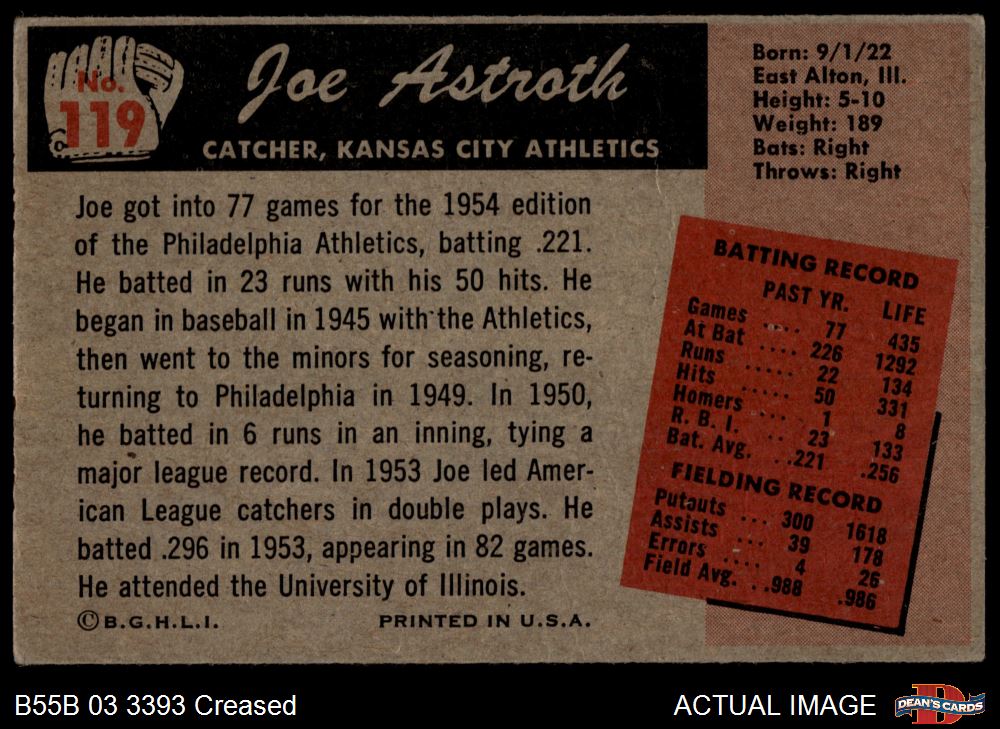 No.
119
Joe Astroth
CATCHER, KANSAS CITY ATHLETICS
Born: 9/1/22
East Alton, Ill.
Height: 5-10
Weight: 189
Bats: Right
Throws: Right
Joe got into 77 games for the 1954 edition
of the Philadelphia Athletics, batting .221.
He batted in 23 runs with his 50 hits. He
began in baseball in 1945 with the Athletics,
then went to the minors for seasoning, re-
turning to Philadelphia in 1949. In 1950,
he batted in 6 runs in an inning, tying a
major league record. In 1953 Joe led Amer-
ican League catchers in double plays. He
batted .296 in 1953, appearing in 82 games.
He attended the University of Illinois.
©B.G.H.L.I. PRINTED IN U.S.A.
BATTING RECORD
PAST YR. LIFE
Games .... 77 435
At Bat .... 226 1292
Runs ..... 22 134
Hits ..... 50 331
Homers .... 1 8
R. B. I. .. 23 133
Bat. Avg. ...221 .256
FIELDING RECORD
Putauts ... 300 1618
Assists ... 39 178
Errors .... 4 26
Field Avg. ..988 .986
B55B 03 3393 Creased
ACTUAL IMAGE
D
DEAN'S CARDS